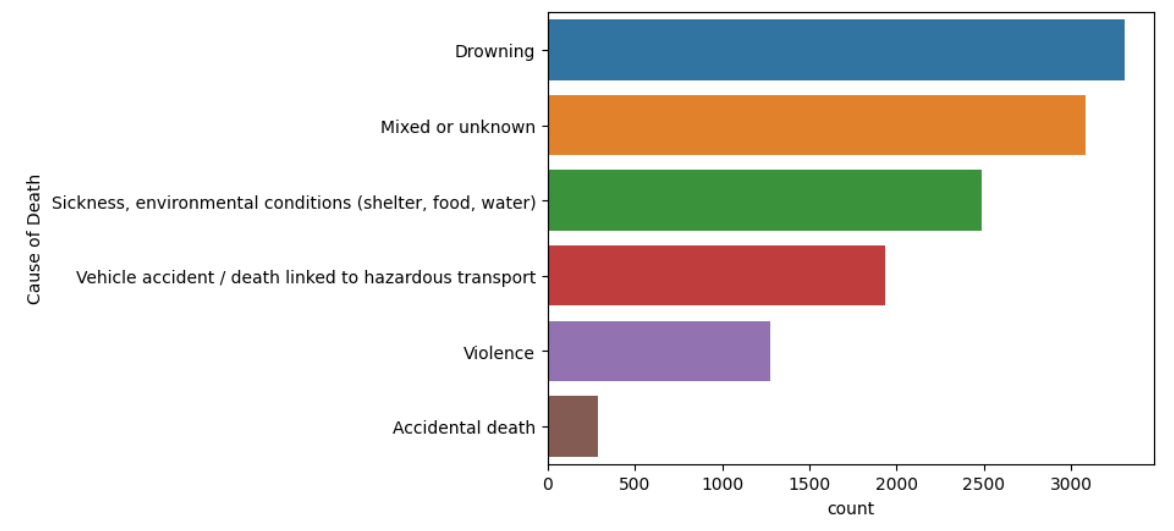 Cause of Death
Drowning
Mixed or unknown
Sickness, environmental conditions (shelter, food, water)
Vehicle accident / death linked to hazardous transport
Violence
Accidental death
0 500 1000 1500 2000 2500 3000
count